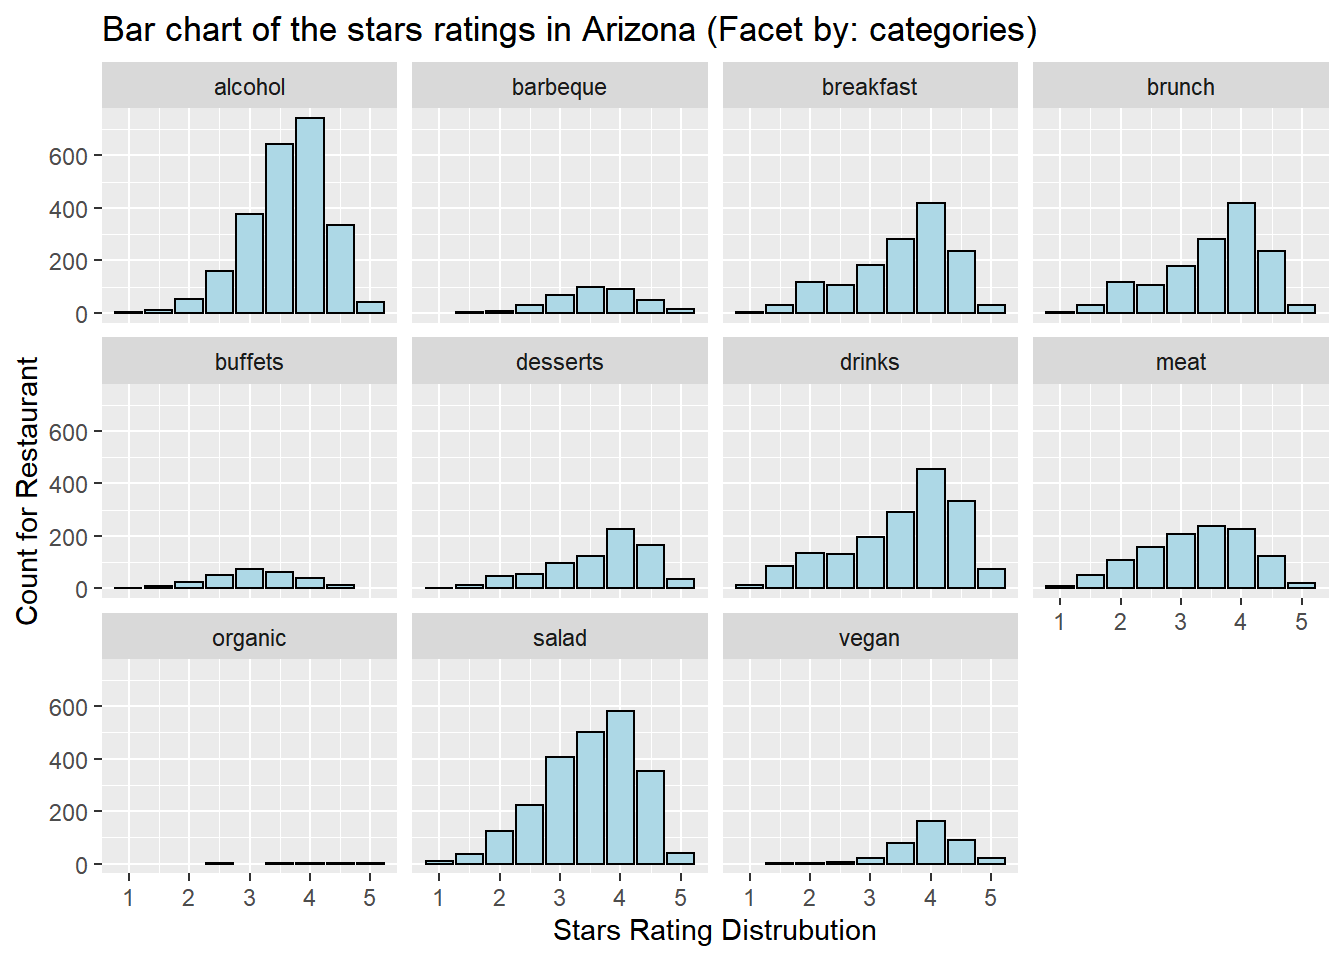 Bar chart of the stars ratings in Arizona (Facet by: categories)
alcohol barbeque breakfast brunch
600
400
200
0
buffets desserts drinks meat
600
400
200
0
1 2 3 4 5
organic salad vegan
600
400
200
0
1 2 3 4 5 1 2 3 4 5 1 2 3 4 5
Stars Rating Distrubution
Count for Restaurant